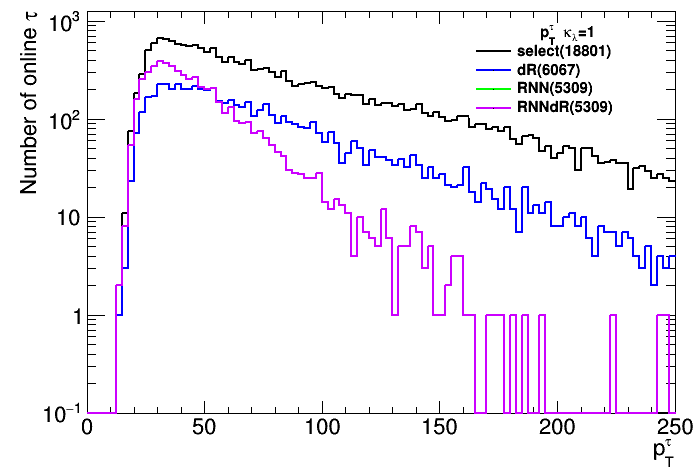 p_T^τ κ_λ=1
select(18801)
dR(6067)
RNN(5309)
RNNdR(5309)
Number of online τ
10³
10²
10
1
10⁻¹
0 50 100 150 200 250
p_T^τ